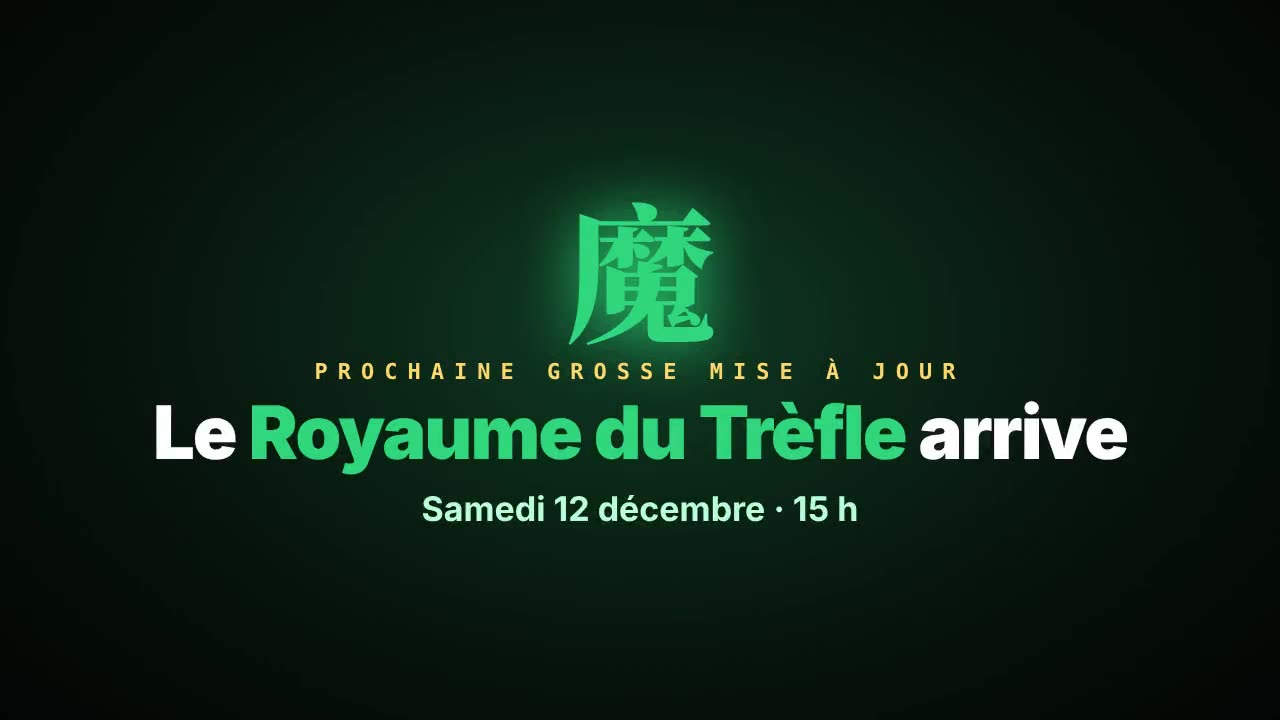 魔
PROCHAINE GROSSE MISE À JOUR
Le Royaume du Trèfle arrive
Samedi 12 décembre · 15 h